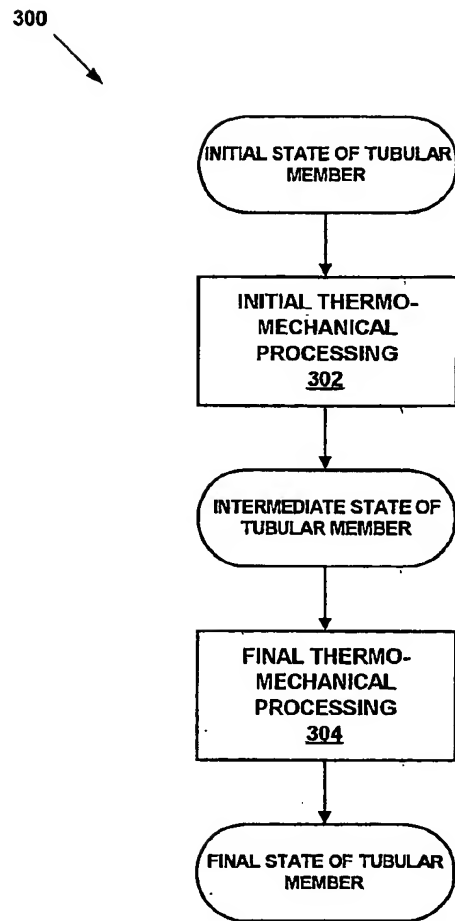 300
INITIAL STATE OF TUBULAR
MEMBER
INITIAL THERMO-
MECHANICAL
PROCESSING
302
INTERMEDIATE STATE OF
TUBULAR MEMBER
FINAL THERMO-
MECHANICAL
PROCESSING
304
FINAL STATE OF TUBULAR
MEMBER